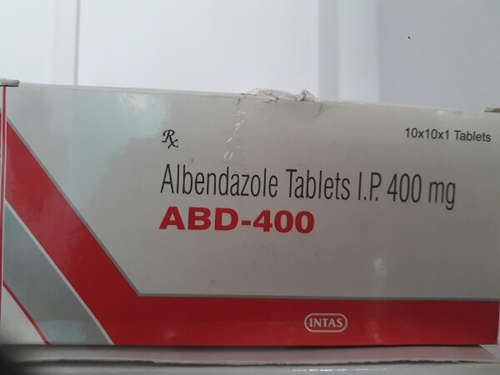 Rx
10x10x1 Tablets
Albendazole Tablets I.P. 400 mg
ABD-400
INTAS